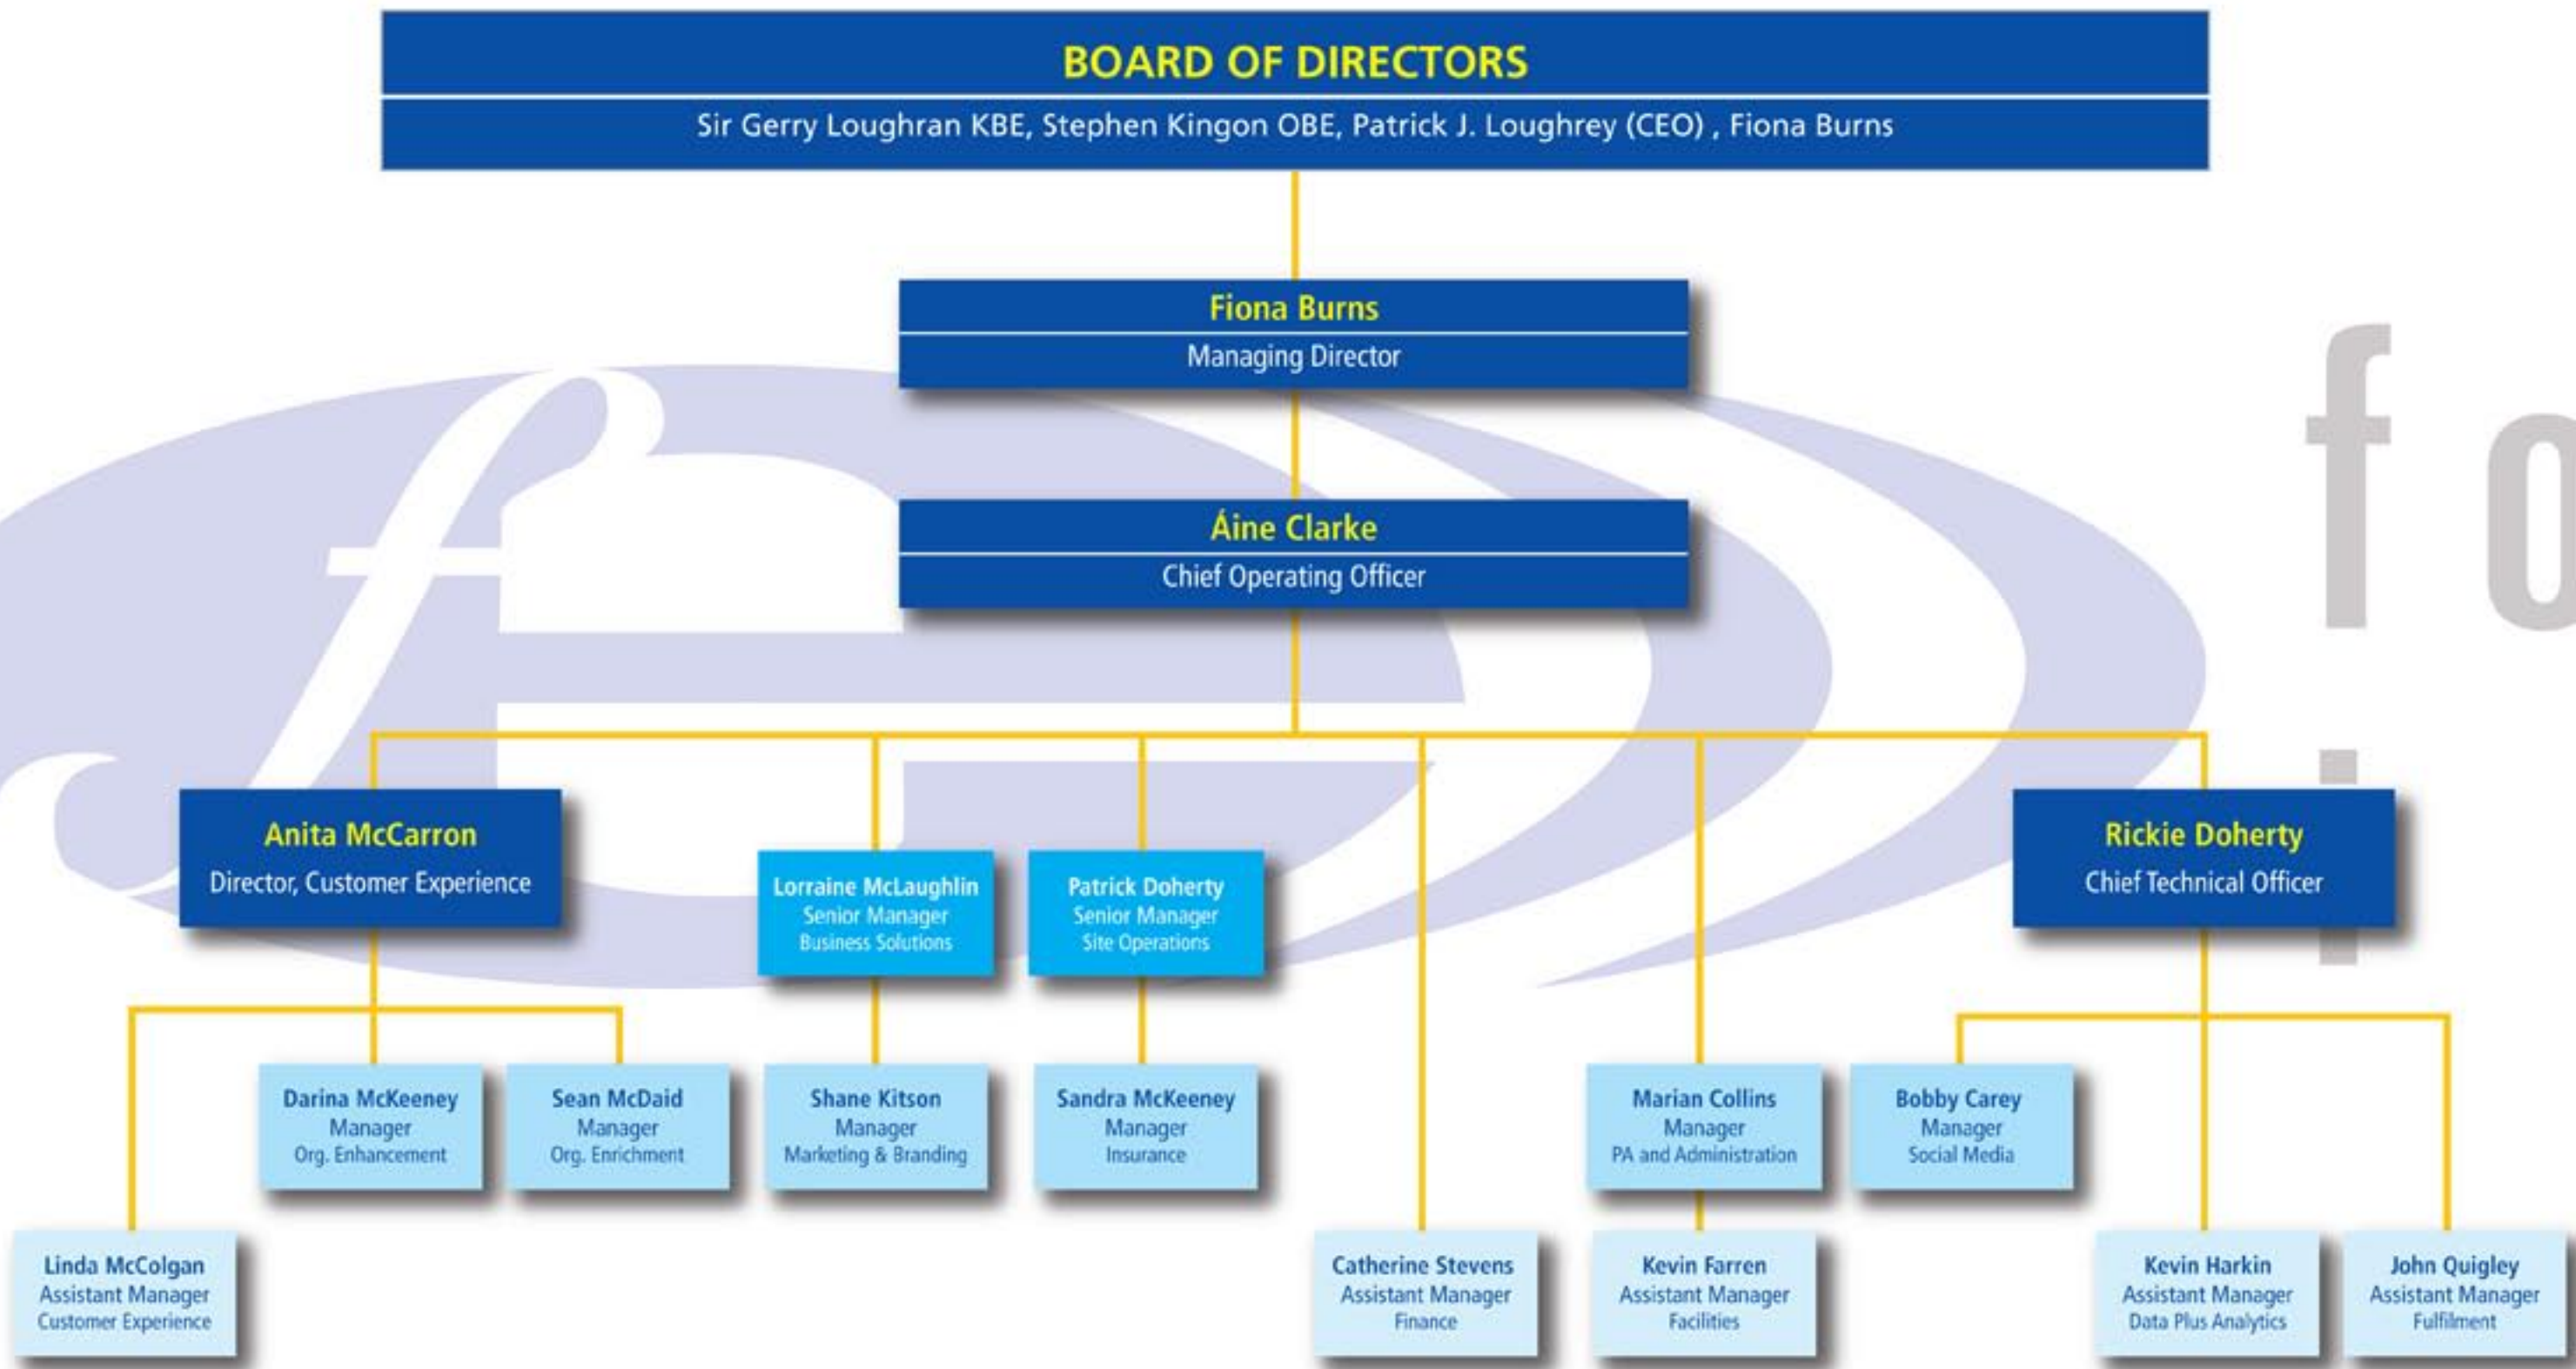 BOARD OF DIRECTORS
Sir Gerry Loughran KBE, Stephen Kingon OBE, Patrick J. Loughrey (CEO) , Fiona Burns
Fiona Burns
Managing Director
Áine Clarke
Chief Operating Officer
Anita McCarron
Director, Customer Experience
Lorraine McLaughlin
Senior Manager
Business Solutions
Patrick Doherty
Senior Manager
Site Operations
Rickie Doherty
Chief Technical Officer
Darina McKeeney
Manager
Org. Enhancement
Sean McDaid
Manager
Org. Enrichment
Shane Kitson
Manager
Marketing & Branding
Sandra McKeeney
Manager
Insurance
Marian Collins
Manager
PA and Administration
Bobby Carey
Manager
Social Media
Linda McColgan
Assistant Manager
Customer Experience
Catherine Stevens
Assistant Manager
Finance
Kevin Farren
Assistant Manager
Facilities
Kevin Harkin
Assistant Manager
Data Plus Analytics
John Quigley
Assistant Manager
Fulfilment